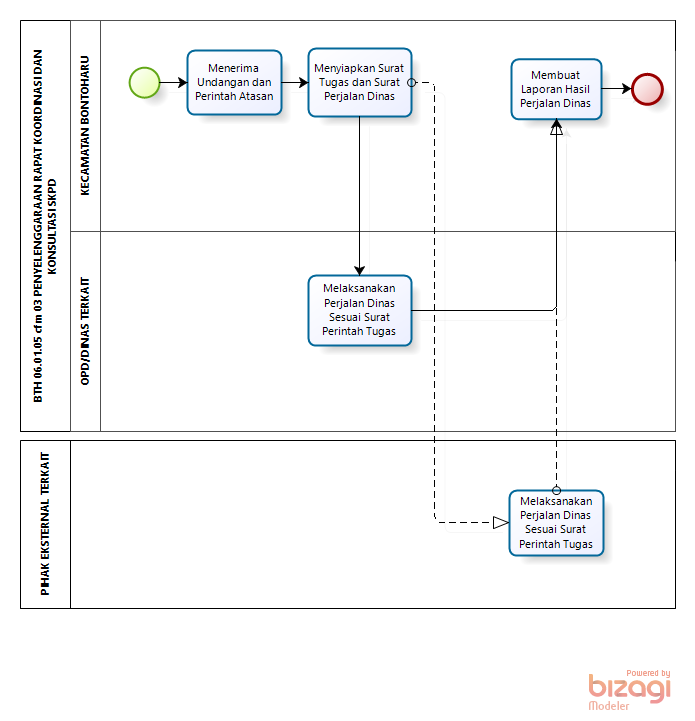 BTH 06.01.05 cfm 03 PENYELENGGARAAN RAPAT KOORDINASI DAN
KONSULTASI SKPD
KECAMATAN BONTOHARU
Menerima
Undangan dan
Perintah Atasan
Menyiapkan Surat
Tugas dan Surat
Perjalan Dinas
Membuat
Laporan Hasil
Perjalan Dinas
OPD/DINAS TERKAIT
Melaksanakan
Perjalan Dinas
Sesuai Surat
Perintah Tugas
PIHAK EKSTERNAL TERKAIT
Melaksanakan
Perjalan Dinas
Sesuai Surat
Perintah Tugas
Powered by
bizagi
Modeler